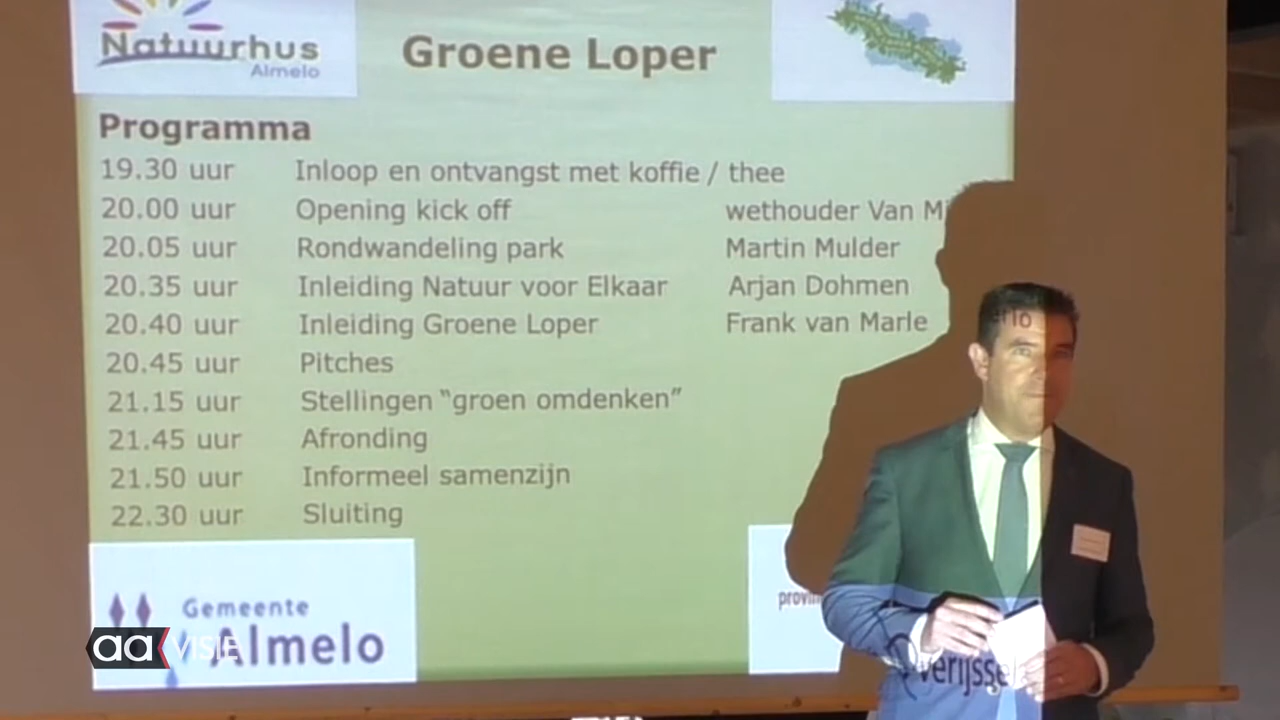 Natuurhus
Almelo
Groene Loper
Programma
19.30 uur Inloop en ontvangst met koffie / thee
20.00 uur Opening kick off wethouder Van
20.05 uur Rondwandeling park Martin Mulder
20.35 uur Inleiding Natuur voor Elkaar Arjan Dohmen
20.40 uur Inleiding Groene Loper Frank van Marle
20.45 uur Pitches
21.15 uur Stellingen “groen omdenken”
21.45 uur Afronding
21.50 uur Informeel samenzijn
22.30 uur Sluiting
Gemeente
Almelo
aa VISIE
verijssel